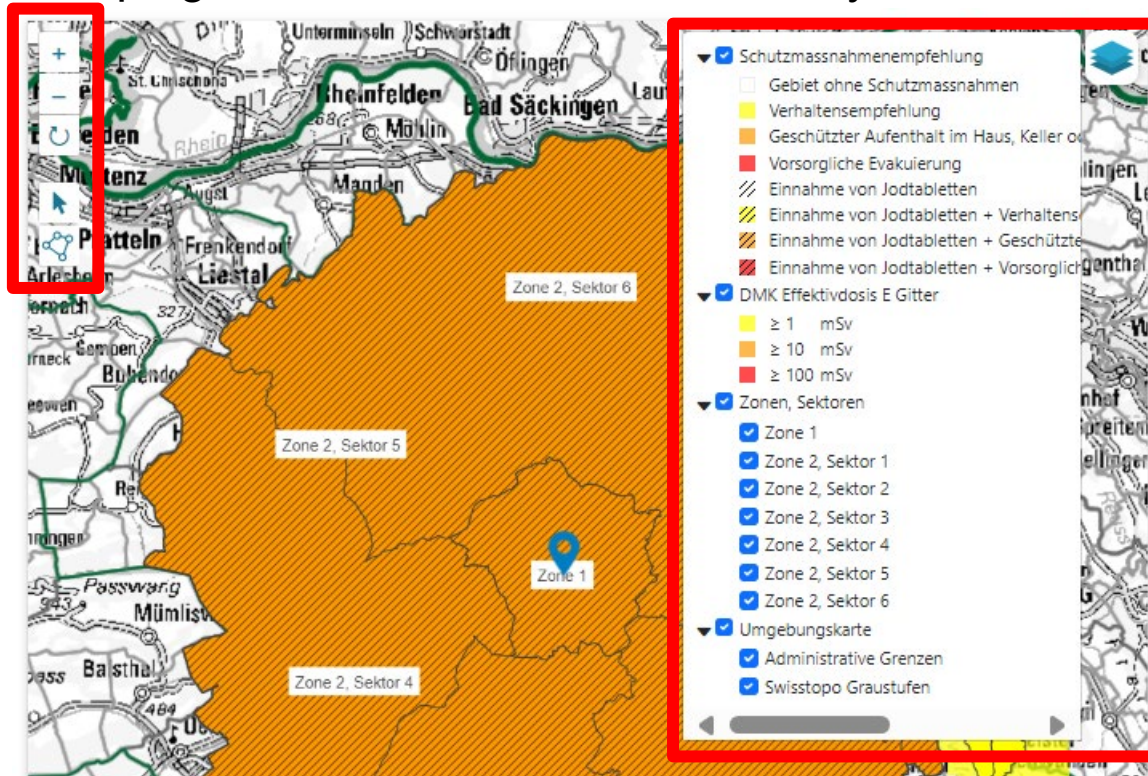 Unterminseln
Schwörstadt
Öflingen
St. Chrischona
Rheinfelden
Bad Säckingen
Möhlin
Rhein
Augst
Pratteln
Frenkendorf
Liestal
327
Passwang
943
Mümlisw
Balsthal
484
Zone 2, Sektor 6
Zone 2, Sektor 5
Zone 1
Zone 2, Sektor 4
Schutzmassnahmenempfehlung
Gebiet ohne Schutzmassnahmen
Verhaltensempfehlung
Geschützter Aufenthalt im Haus, Keller od
Vorsorgliche Evakuierung
Einnahme von Jodtabletten
Einnahme von Jodtabletten + Verhaltens
Einnahme von Jodtabletten + Geschützte
Einnahme von Jodtabletten + Vorsorglich
DMK Effektivdosis E Gitter
≥ 1 mSv
≥ 10 mSv
≥ 100 mSv
Zonen, Sektoren
Zone 1
Zone 2, Sektor 1
Zone 2, Sektor 2
Zone 2, Sektor 3
Zone 2, Sektor 4
Zone 2, Sektor 5
Zone 2, Sektor 6
Umgebungskarte
Administrative Grenzen
Swisstopo Graustufen